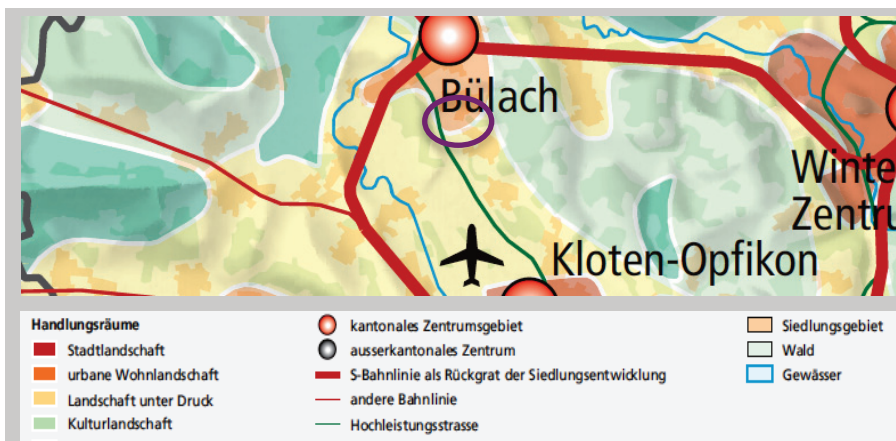 Bülach
Winte
Zentru
Kloten-Opfikon
Handlungsräume
Stadtlandschaft
urbane Wohnlandschaft
Landschaft unter Druck
Kulturlandschaft
kantonales Zentrumsgebiet
ausserkantonales Zentrum
S-Bahnlinie als Rückgrat der Siedlungsentwicklung
andere Bahnlinie
Hochleistungsstrasse
Siedlungsgebiet
Wald
Gewässer